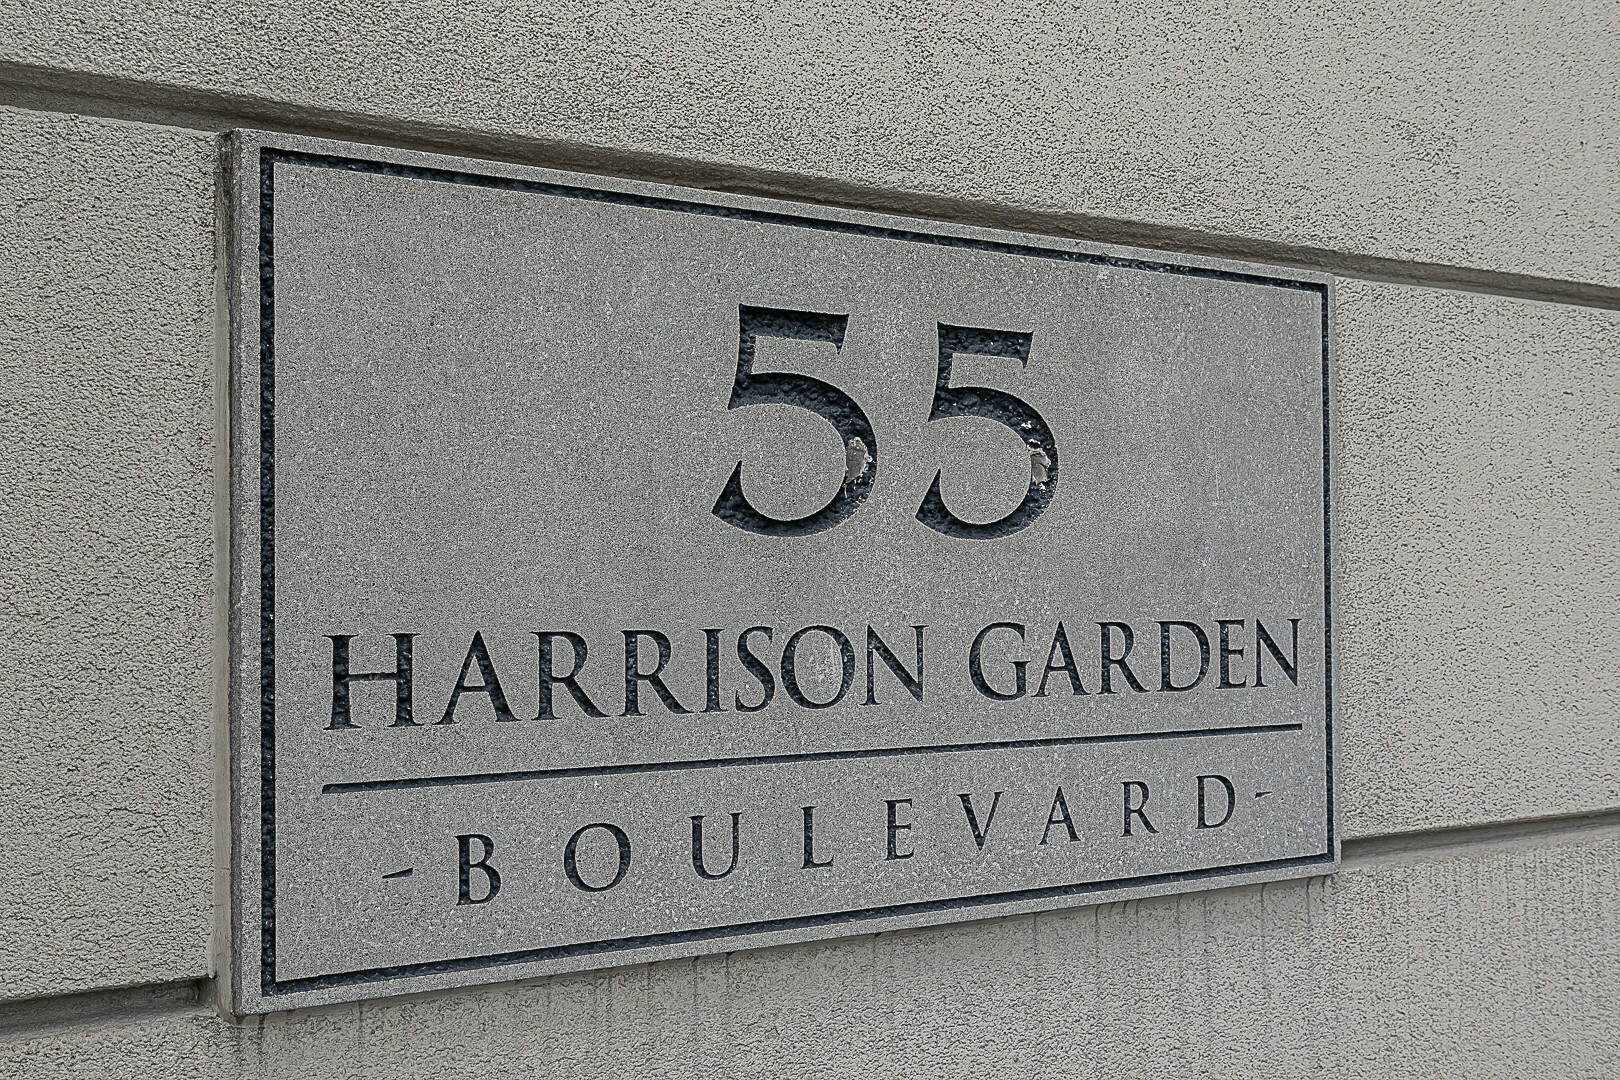 55
HARRISON GARDEN
- BOULEVARD -